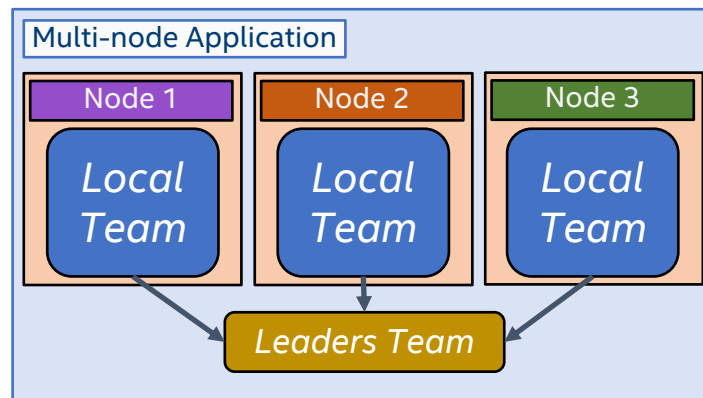 Multi-node Application
Node 1
Node 2
Node 3
Local
Team
Local
Team
Local
Team
Leaders Team